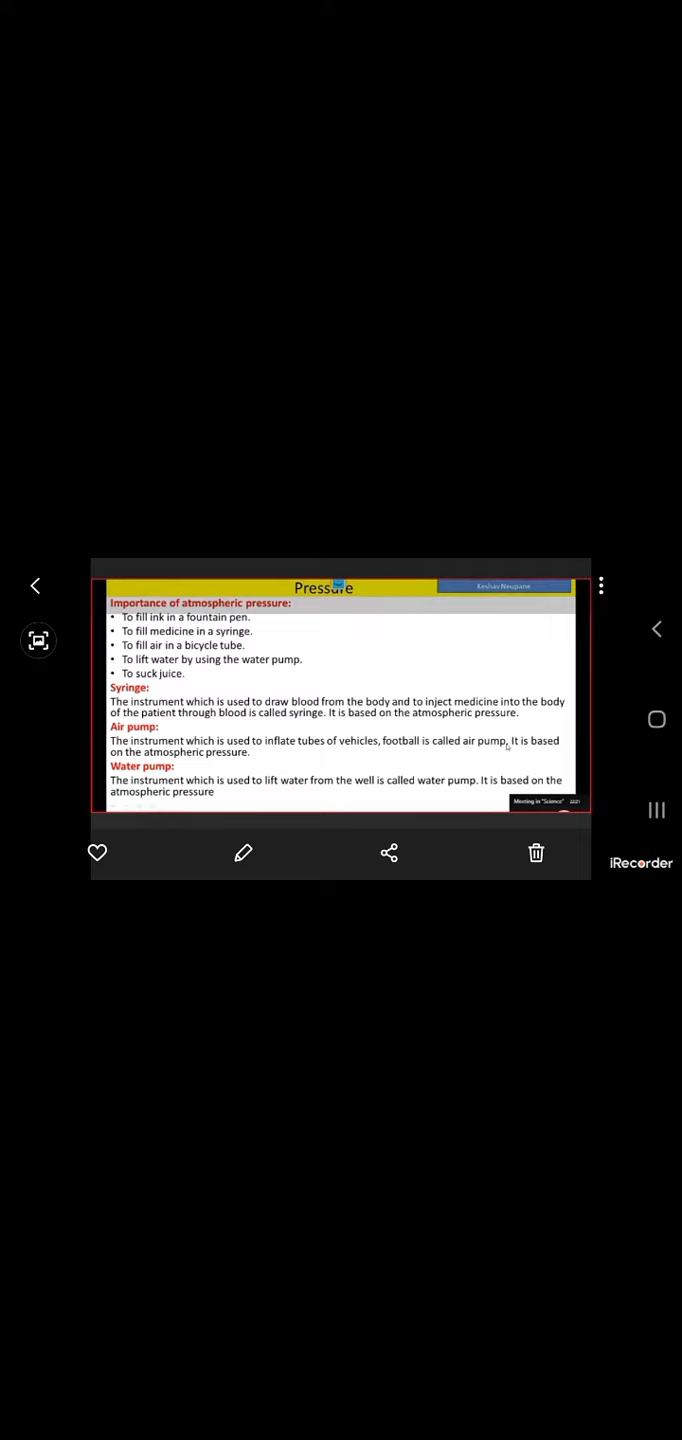 Pressure
Keshav Neupane
Importance of atmospheric pressure:
• To fill ink in a fountain pen.
• To fill medicine in a syringe.
• To fill air in a bicycle tube.
• To lift water by using the water pump.
• To suck juice.
Syringe:
The instrument which is used to draw blood from the body and to inject medicine into the body
of the patient through blood is called syringe. It is based on the atmospheric pressure.
Air pump:
The instrument which is used to inflate tubes of vehicles, football is called air pump. It is based
on the atmospheric pressure.
Water pump:
The instrument which is used to lift water from the well is called water pump. It is based on the
atmospheric pressure
Meeting in "Science"
iRecorder